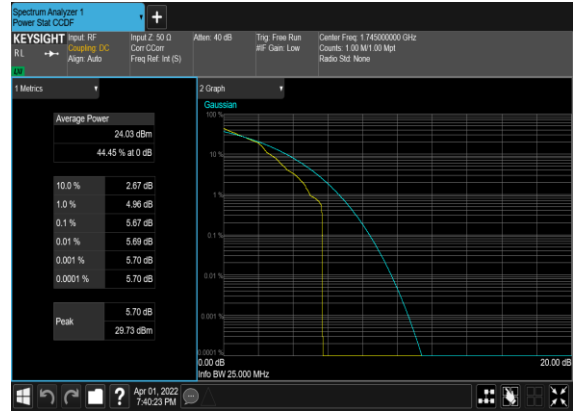 Spectrum Analyzer 1
Power Stat CCDF
KEYSIGHT
RL
LXI
Input: RF
Coupling: DC
Align: Auto
Input Z: 50 Ω
Corr CCorr
Freq Ref: Int (S)
Atten: 40 dB
Trig: Free Run
#IF Gain: Low
Center Freq: 1.745000000 GHz
Counts: 1.00 M/1.00 Mpt
Radio Std: None
1 Metrics
Average Power
24.03 dBm
44.45 % at 0 dB
10.0 % 2.67 dB
1.0 % 4.96 dB
0.1 % 5.67 dB
0.01 % 5.69 dB
0.001 % 5.70 dB
0.0001 % 5.70 dB
Peak
5.70 dB
29.73 dBm
2 Graph
Gaussian
100 %
10 %
1 %
0.1 %
0.01 %
0.001 %
0.0001 %
0.00 dB
20.00 dB
Info BW 25.000 MHz
?
Apr 01, 2022
7:40:23 PM